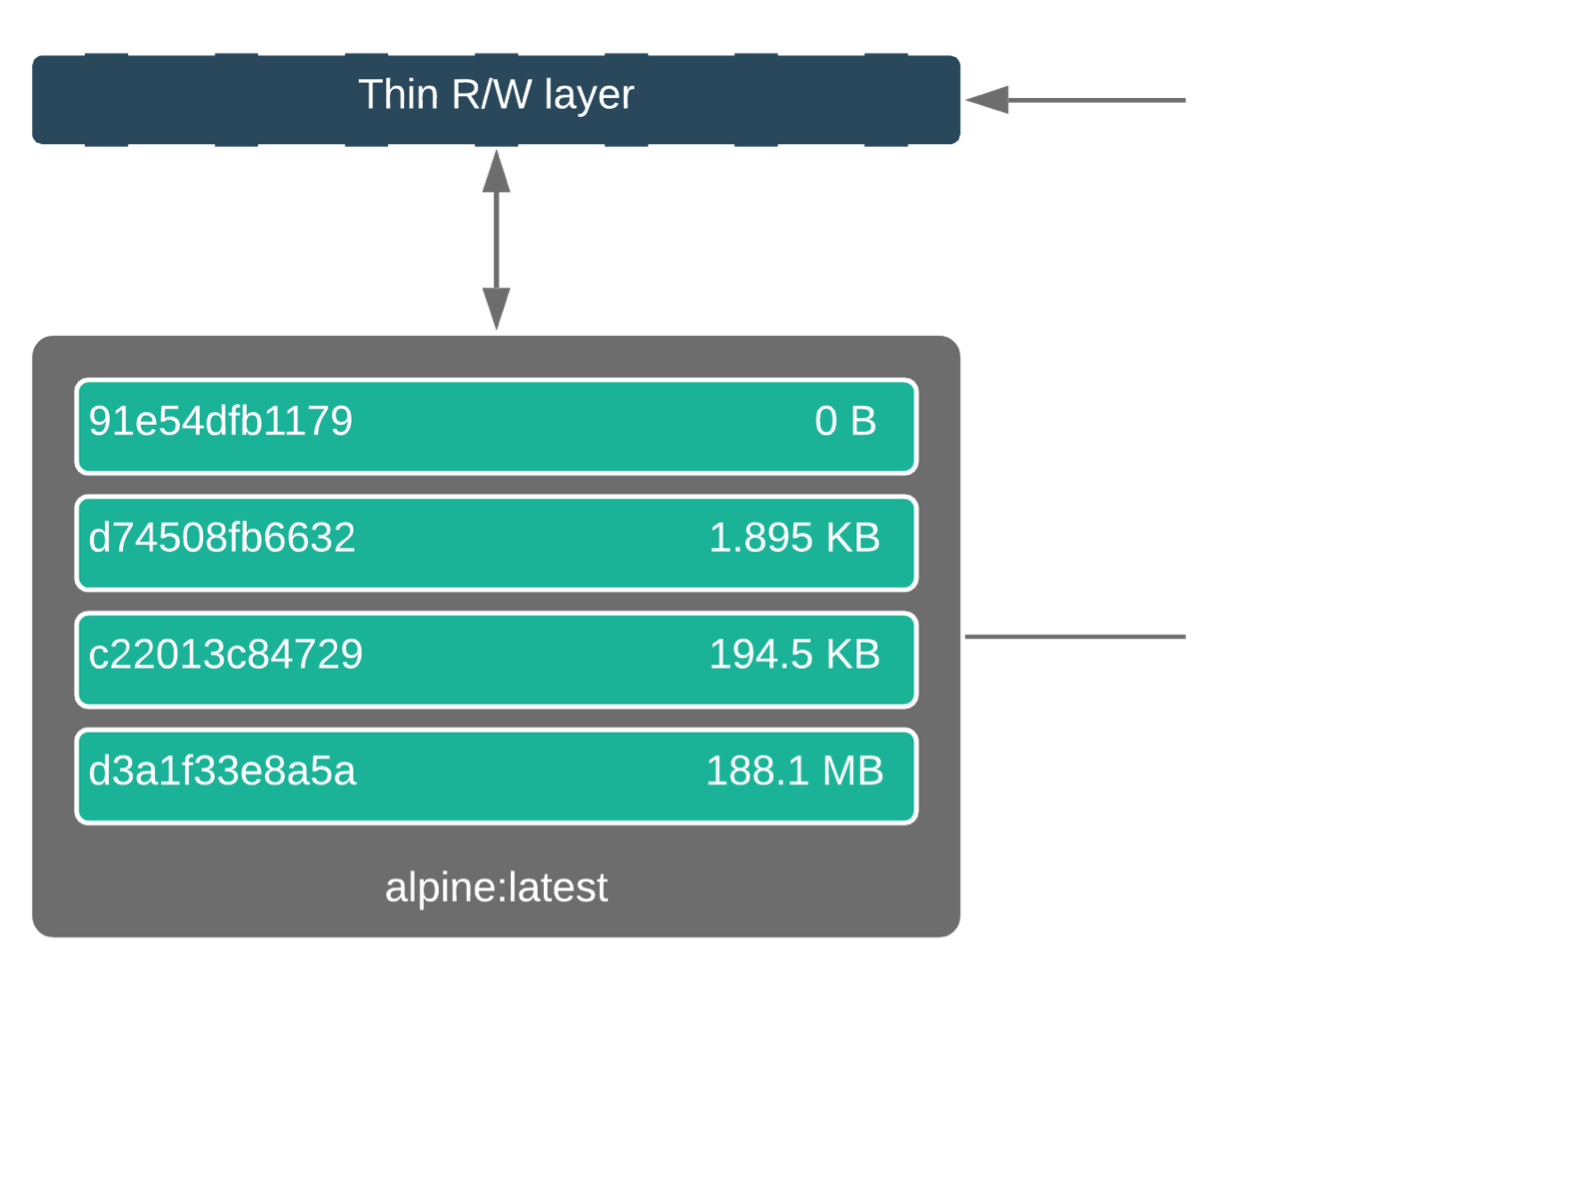 Thin R/W layer
91e54dfb1179 0 B
d74508fb6632 1.895 KB
c22013c84729 194.5 KB
d3a1f33e8a5a 188.1 MB
alpine:latest